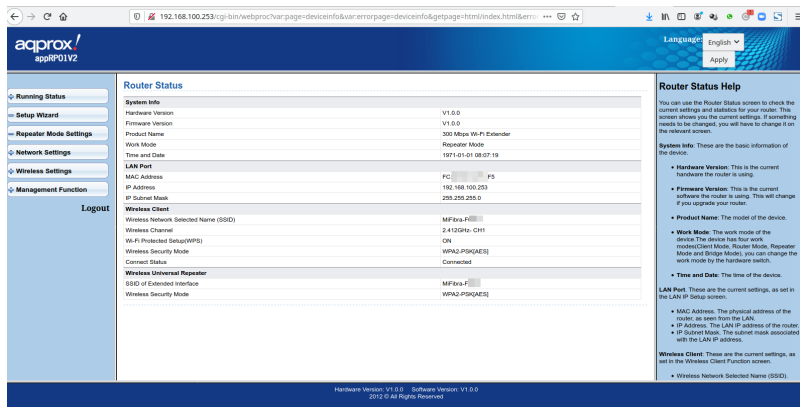 192.168.100.253/cgi-bin/webproc?var:page=deviceinfo&var:errorpage=deviceinfo&getpage=html/index.html&erro
aqprox!
appRP01V2
Language:
English
Apply
Running Status
Setup Wizard
Repeater Mode Settings
Network Settings
Wireless Settings
Management Function
Logout
Router Status
System Info
Hardware Version V1.0.0
Firmware Version V1.0.0
Product Name 300 Mbps Wi-Fi Extender
Work Mode Repeater Mode
Time and Date 1971-01-01 08:07:19
LAN Port
MAC Address FC: F5
IP Address 192.168.100.253
IP Subnet Mask 255.255.255.0
Wireless Client
Wireless Network Selected Name (SSID) MiFibra-F
Wireless Channel 2.412GHz- CH1
Wi-Fi Protected Setup(WPS) ON
Wireless Security Mode WPA2-PSK[AES]
Connect Status Connected
Wireless Universal Repeater
SSID of Extended Interface MiFibra-F
Wireless Security Mode WPA2-PSK[AES]
Router Status Help
You can use the Router Status screen to check the
current settings and statistics for your router. This
screen shows you the current settings. If something
needs to be changed, you will have to change it on
the relevant screen.
System Info: These are the basic information of
the device.
Hardware Version: This is the current
hardware the router is using.
Firmware Version: This is the current
software the router is using. This will change
if you upgrade your router.
Product Name: The model of the device.
Work Mode: The work mode of the
device.The device has four work
modes(Client Mode, Router Mode, Repeater
Mode and Bridge Mode), you can change the
work mode by the hardware switch.
Time and Date: The time of the device.
LAN Port. These are the current settings, as set in
the LAN IP Setup screen.
MAC Address. The physical address of the
router, as seen from the LAN.
IP Address. The LAN IP address of the router.
IP Subnet Mask. The subnet mask associated
with the LAN IP address.
Wireless Client: These are the current settings, as
set in the Wireless Client Function screen.
Wireless Network Selected Name (SSID).
Hardware Version: V1.0.0 Software Version: V1.0.0
2012 © All Rights Reserved